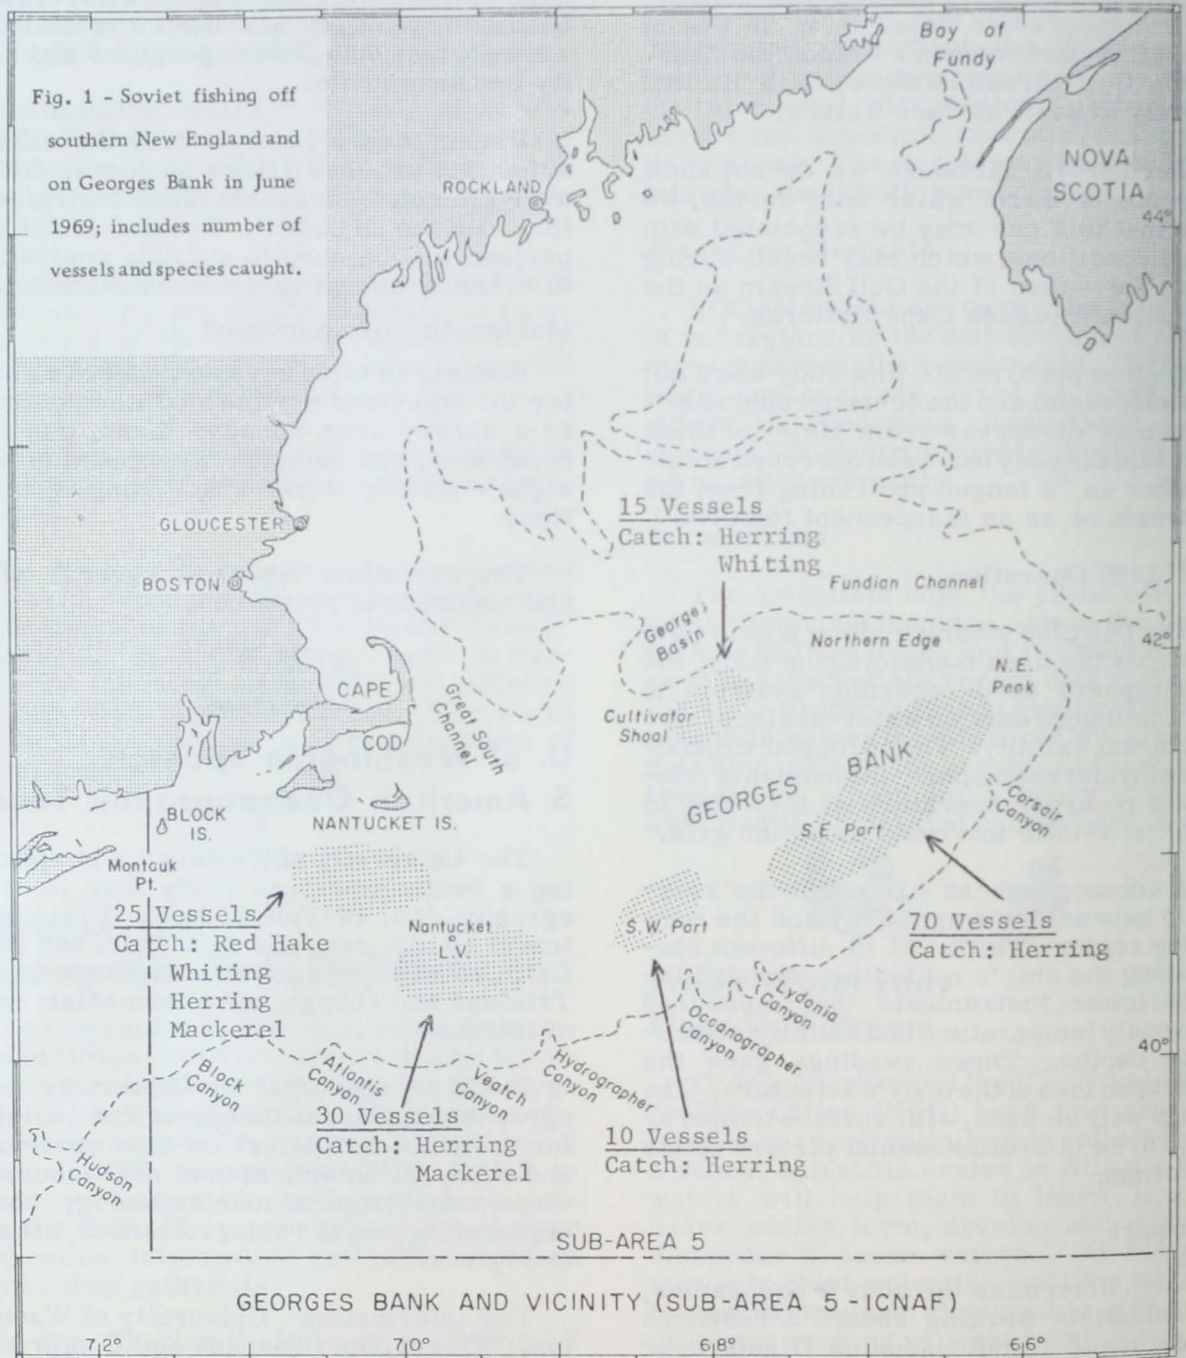 Fig. 1 - Soviet fishing off
southern New England and
on Georges Bank in June
1969; includes number of
vessels and species caught.
Bay of
Fundy
NOVA
SCOTIA
44°
ROCKLAND
GLOUCESTER
BOSTON
15 Vessels
Catch: Herring
Whiting
Fundian Channel
Georges
Basin
Northern Edge
42°
N.E.
Peak
CAPE
COD
Great South
Channel
Cultivator
Shoal
GEORGES BANK
Corsair
Canyon
S.E. Part
BLOCK
IS.
NANTUCKET IS.
Montauk
Pt.
25 Vessels
Catch: Red Hake
Whiting
Herring
Mackerel
Nantucket
L.V.
S.W. Part
70 Vessels
Catch: Herring
Lydonia
Canyon
Oceanographer
Canyon
40°
Hydrographer
Canyon
Veatch
Canyon
Atlantis
Canyon
Block
Canyon
Hudson
Canyon
30 Vessels
Catch: Herring
Mackerel
10 Vessels
Catch: Herring
SUB-AREA 5
GEORGES BANK AND VICINITY (SUB-AREA 5 - ICNAF)
72° 70° 68° 66°